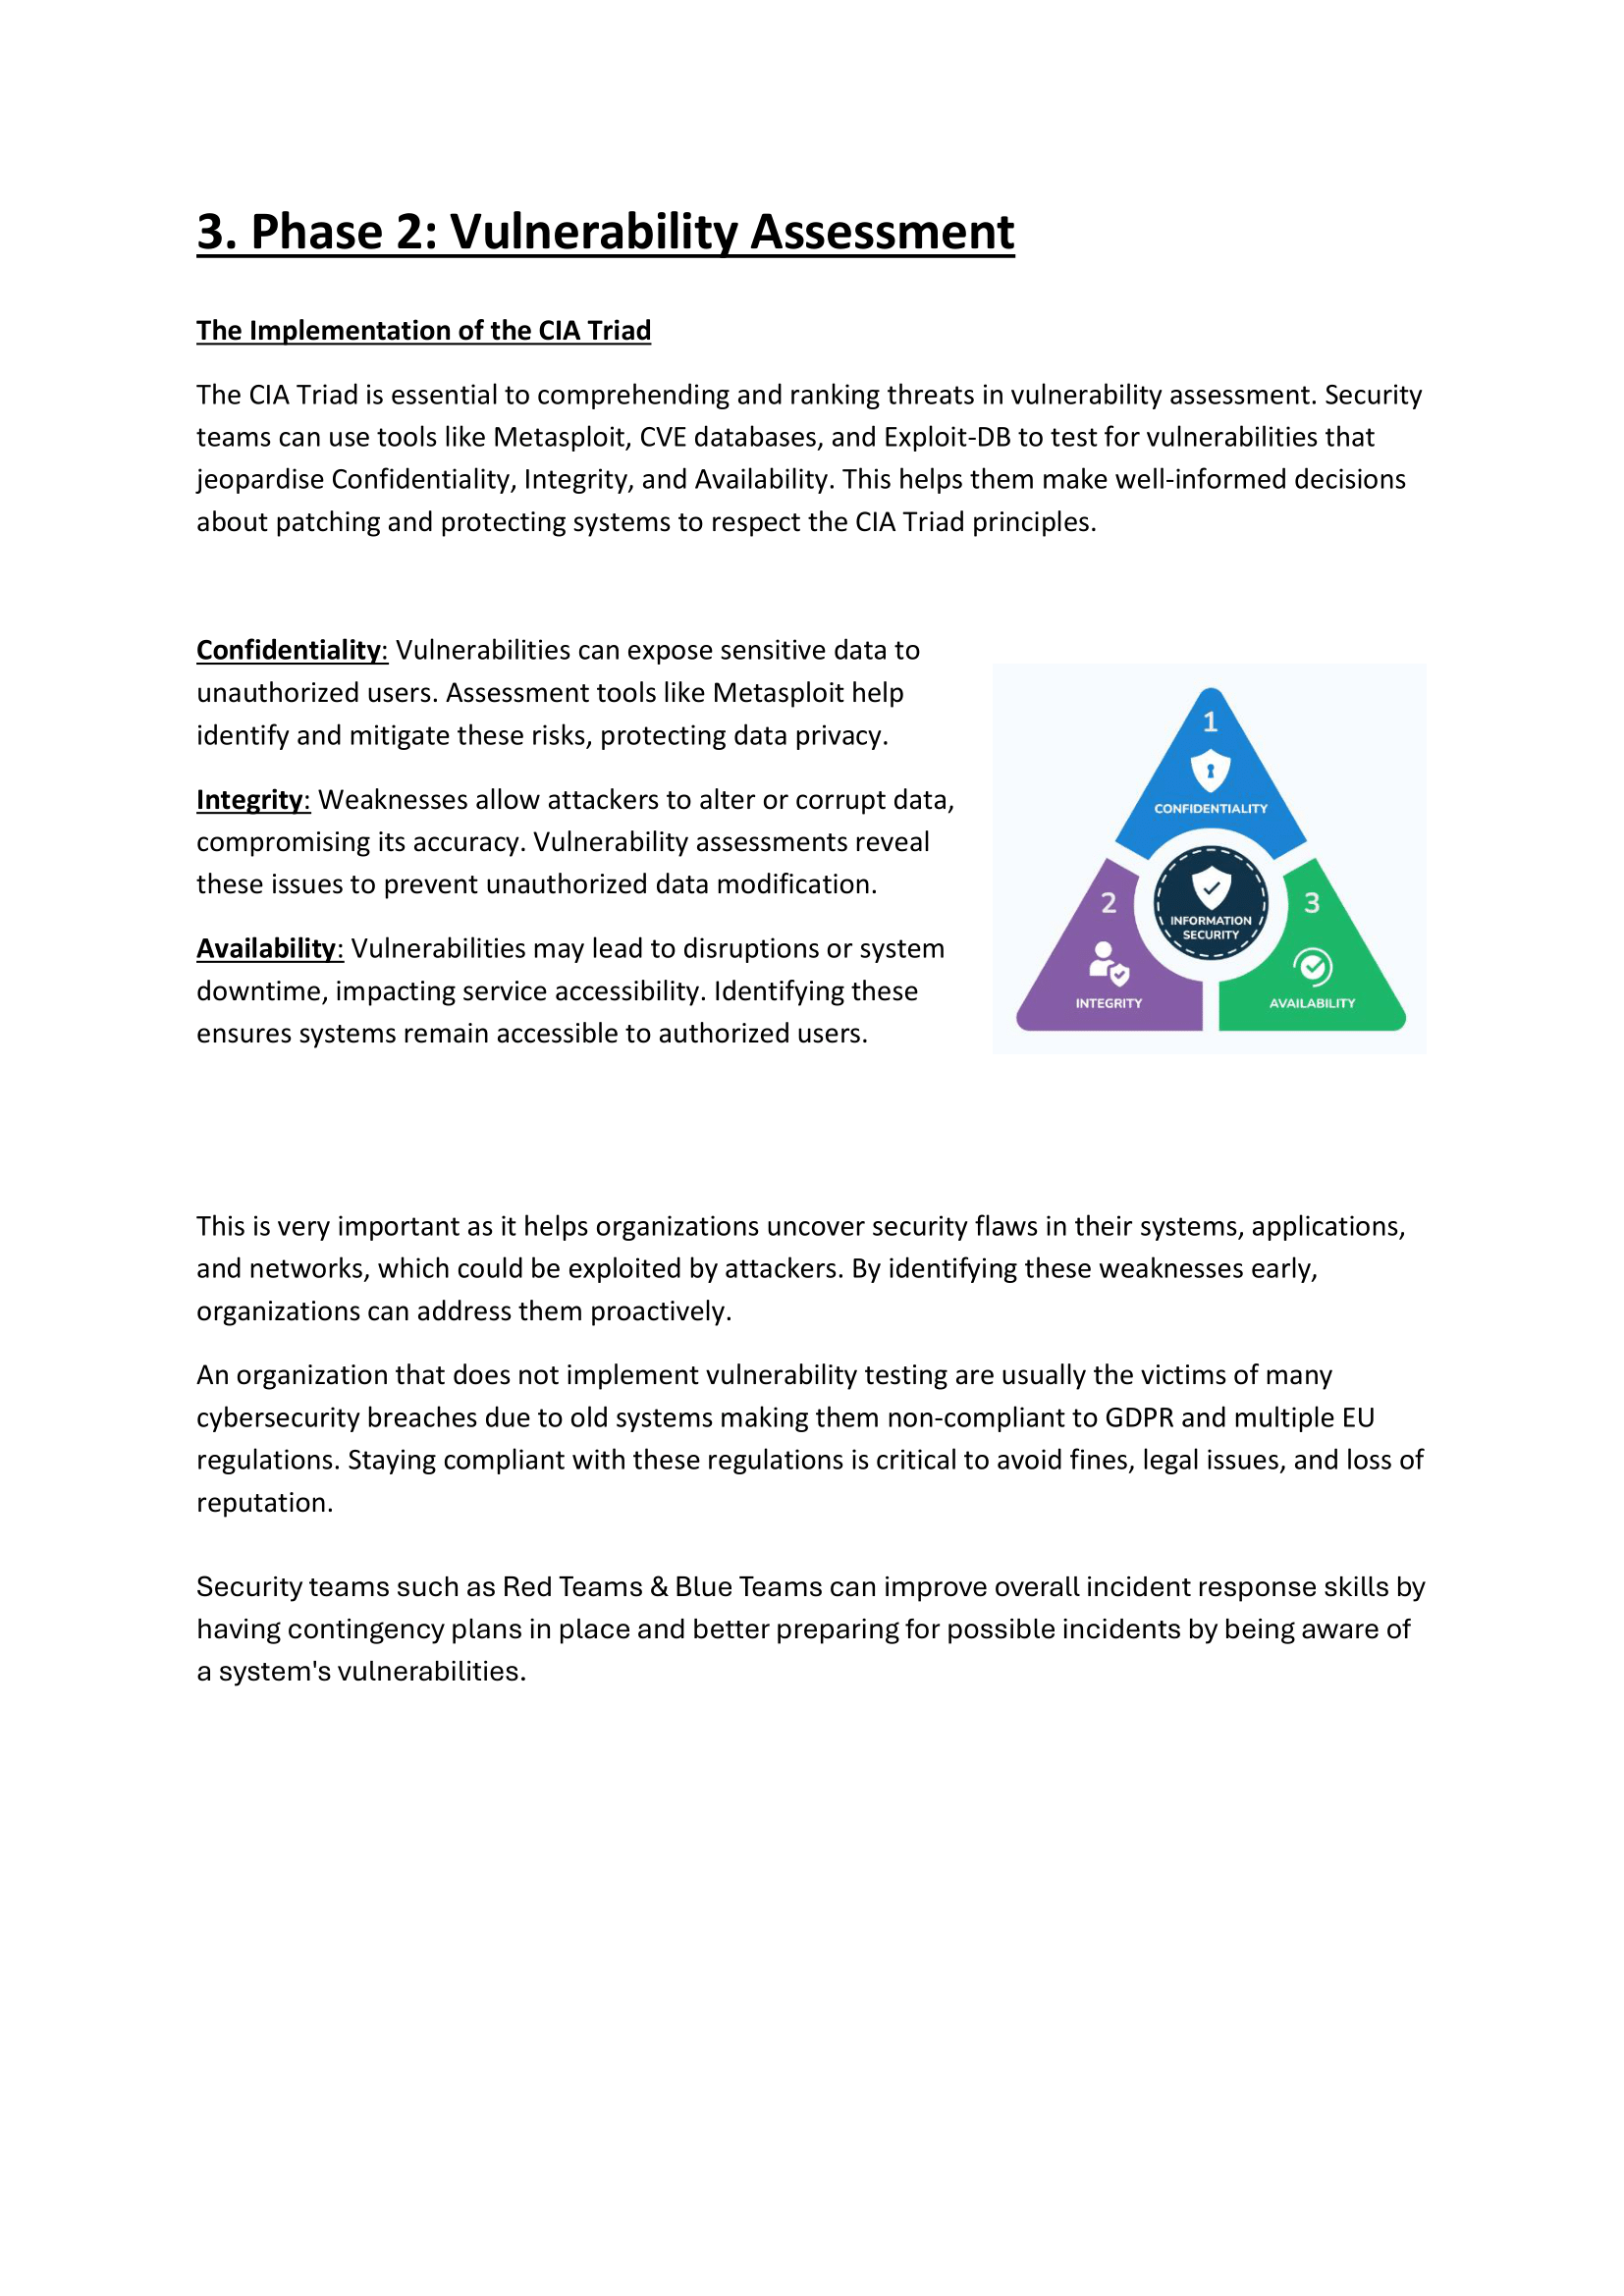 3. Phase 2: Vulnerability Assessment
The Implementation of the CIA Triad
The CIA Triad is essential to comprehending and ranking threats in vulnerability assessment. Security
teams can use tools like Metasploit, CVE databases, and Exploit-DB to test for vulnerabilities that
jeopardise Confidentiality, Integrity, and Availability. This helps them make well-informed decisions
about patching and protecting systems to respect the CIA Triad principles.
Confidentiality: Vulnerabilities can expose sensitive data to
unauthorized users. Assessment tools like Metasploit help
identify and mitigate these risks, protecting data privacy.
Integrity: Weaknesses allow attackers to alter or corrupt data,
compromising its accuracy. Vulnerability assessments reveal
these issues to prevent unauthorized data modification.
Availability: Vulnerabilities may lead to disruptions or system
downtime, impacting service accessibility. Identifying these
ensures systems remain accessible to authorized users.
1
CONFIDENTIALITY
2
INTEGRITY
INFORMATION
SECURITY
3
AVAILABILITY
This is very important as it helps organizations uncover security flaws in their systems, applications,
and networks, which could be exploited by attackers. By identifying these weaknesses early,
organizations can address them proactively.
An organization that does not implement vulnerability testing are usually the victims of many
cybersecurity breaches due to old systems making them non-compliant to GDPR and multiple EU
regulations. Staying compliant with these regulations is critical to avoid fines, legal issues, and loss of
reputation.
Security teams such as Red Teams & Blue Teams can improve overall incident response skills by
having contingency plans in place and better preparing for possible incidents by being aware of
a system's vulnerabilities.